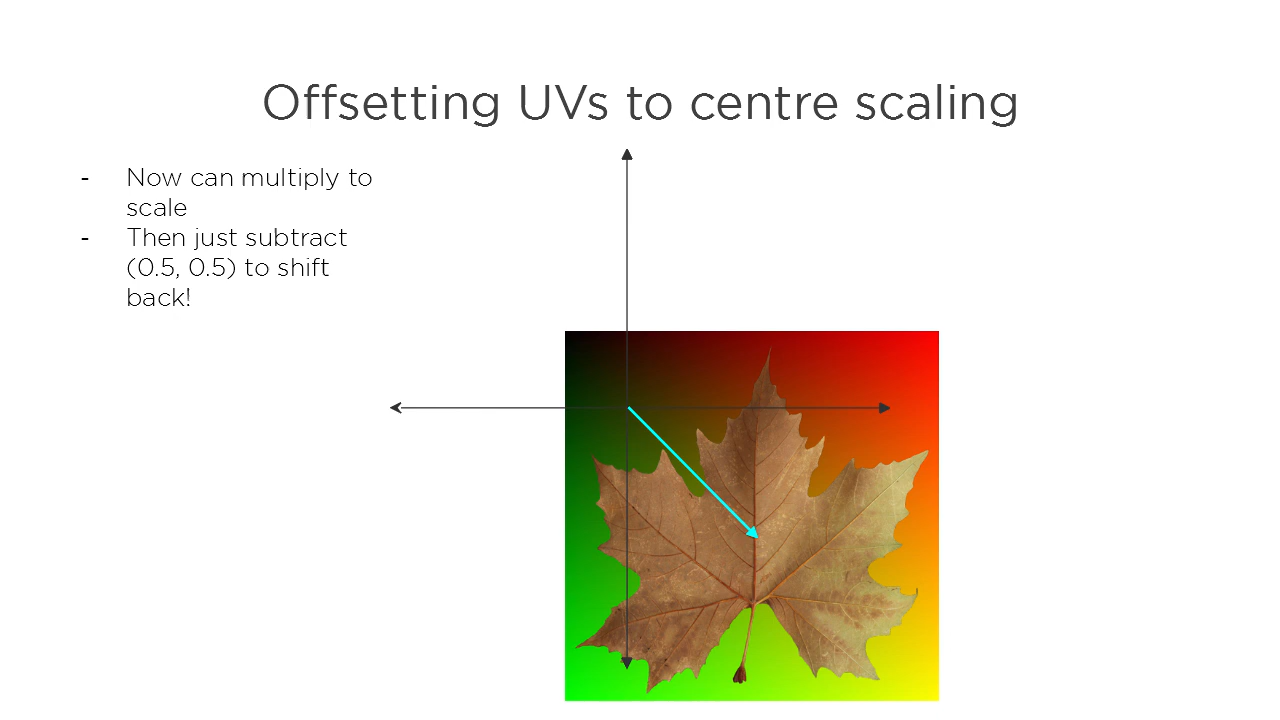 Offsetting UVs to centre scaling
- Now can multiply to
scale
- Then just subtract
(0.5, 0.5) to shift
back!